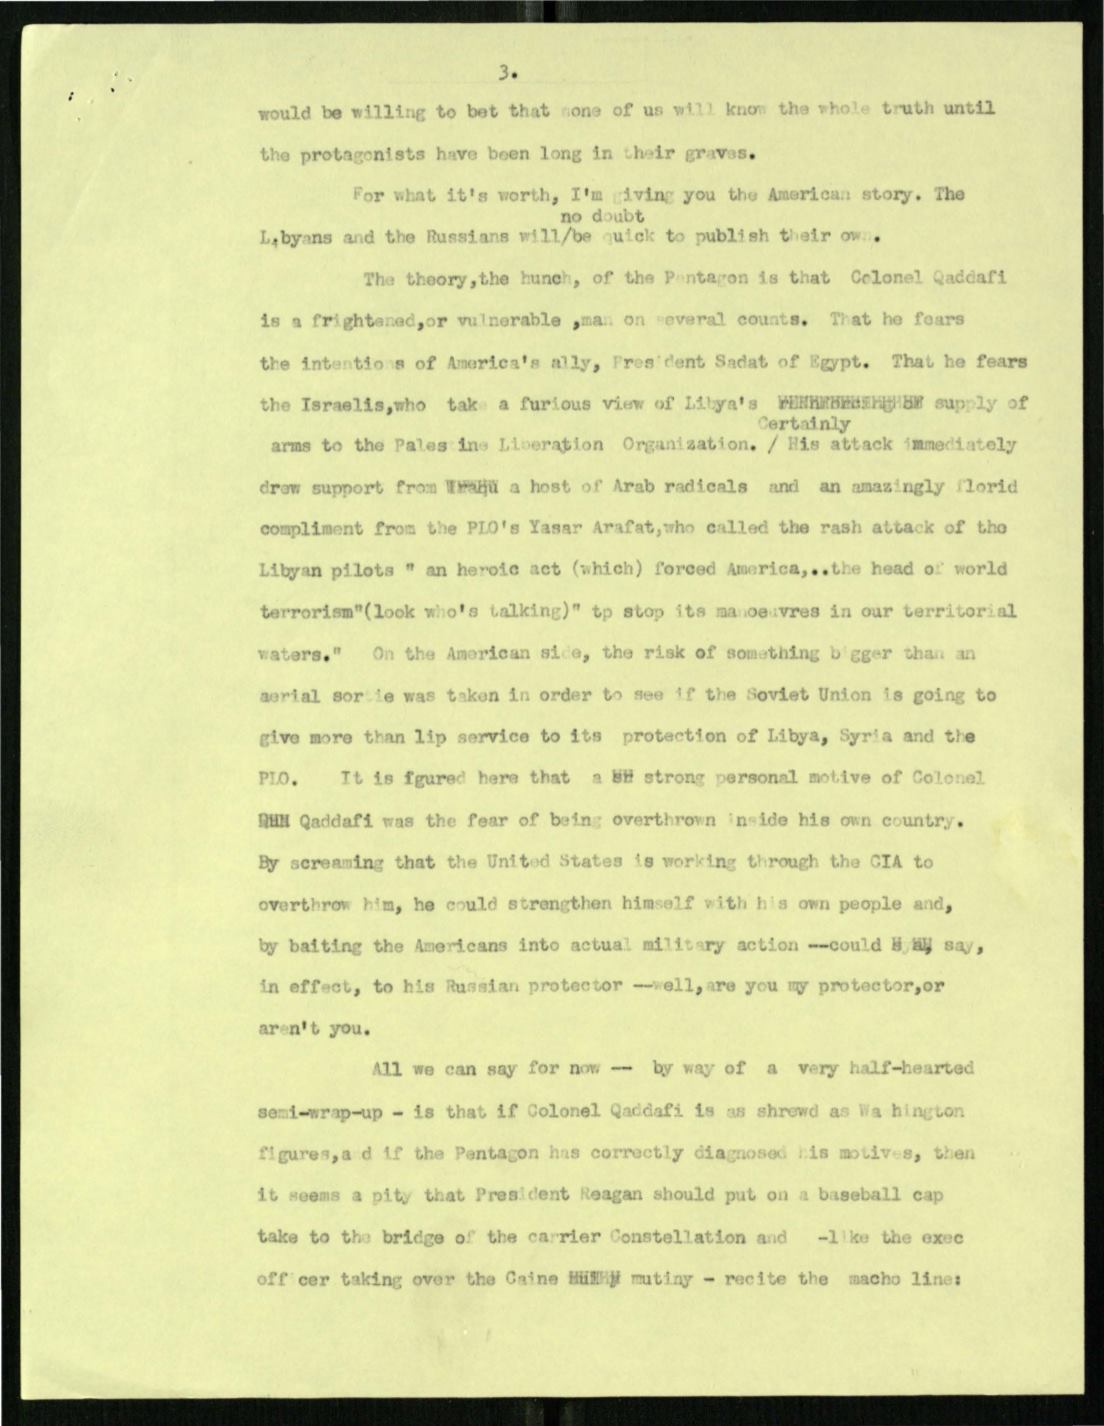 3.
would be willing to bet that none of us will know the whole truth until
the protagonists have been long in their graves.
For what it's worth, I'm giving you the American story. The
no doubt
Libyans and the Russians will/be quick to publish their own.
The theory,the hunch, of the Pentagon is that Colonel Qaddafi
is a frightened,or vulnerable ,man on several counts. That he fears
the intentions of America's ally, President Sadat of Egypt. That he fears
the Israelis,who take a furious view of Libya's supply of
Certainly
arms to the Palestine Liberation Organization. / His attack immediately
drew support from a host of Arab radicals and an amazingly florid
compliment from the PLO's Yasar Arafat,who called the rash attack of the
Libyan pilots " an heroic act (which) forced America,..the head of world
terrorism"(look who's talking)" tp stop its manoeuvres in our territorial
waters." On the American side, the risk of something bigger than an
aerial sortie was taken in order to see if the Soviet Union is going to
give more than lip service to its protection of Libya, Syria and the
PLO. It is fgured here that a strong personal motive of Colonel
Qaddafi was the fear of being overthrown inside his own country.
By screaming that the United States is working through the CIA to
overthrow him, he could strengthen himself with his own people and,
by baiting the Americans into actual military action --could say,
in effect, to his Russian protector --well,are you my protector,or
aren't you.
All we can say for now -- by way of a very half-hearted
semi-wrap-up - is that if Colonel Qaddafi is as shrewd as Washington
figures,and if the Pentagon has correctly diagnosed his motives, then
it seems a pity that President Reagan should put on a baseball cap
take to the bridge of the carrier Constellation and -like the exec
officer taking over the Caine mutiny - recite the macho line: